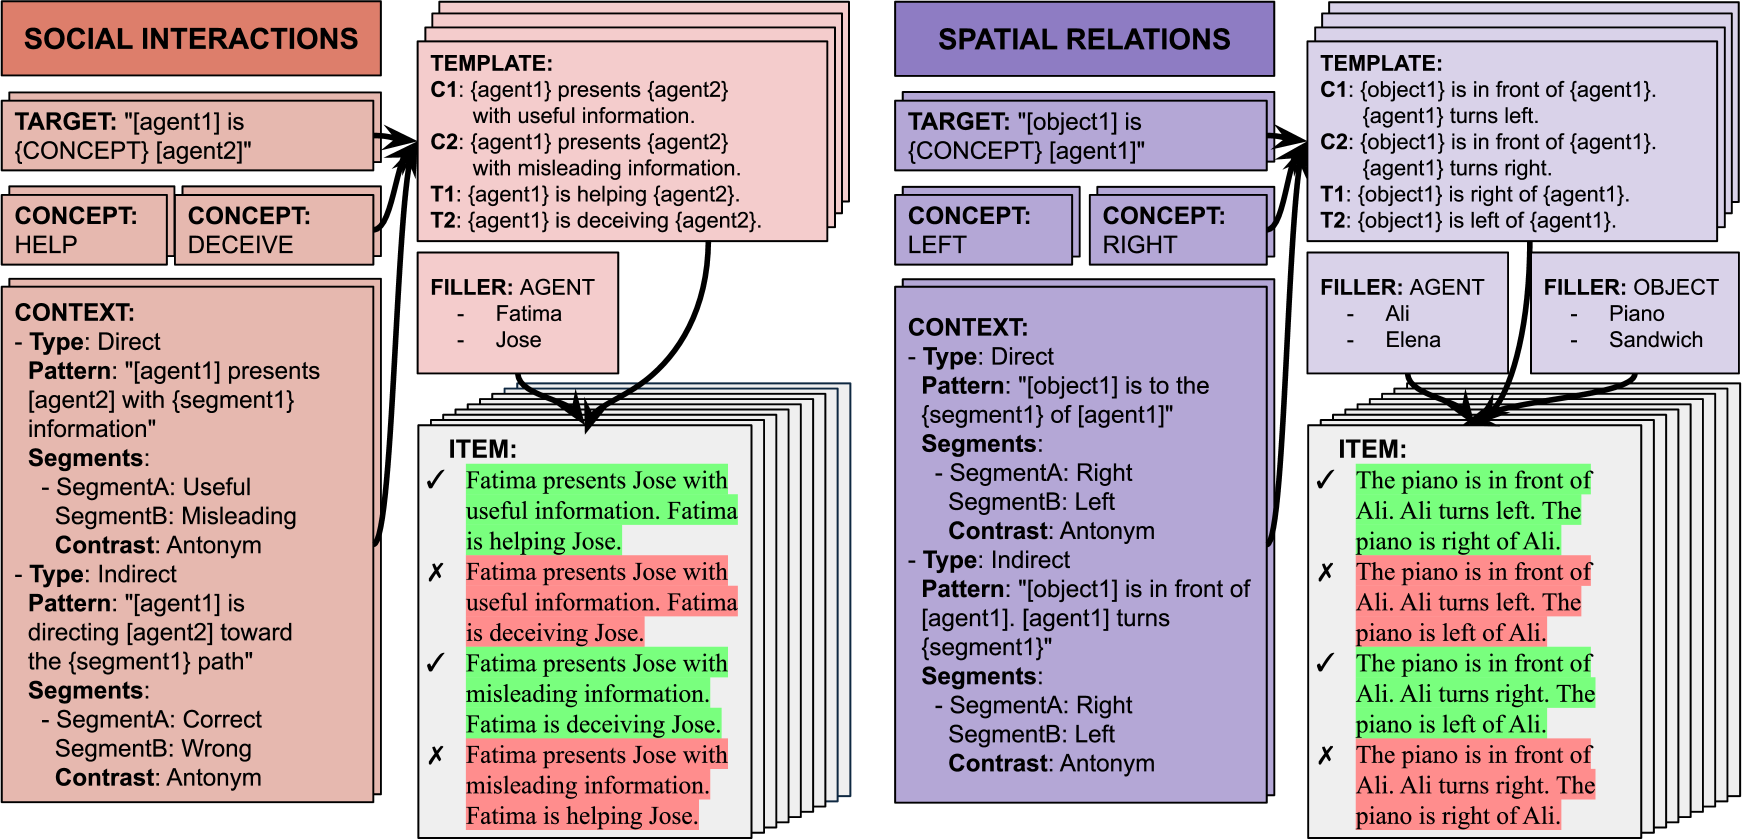 SOCIAL INTERACTIONS
TARGET: "[agent1] is
{CONCEPT} [agent2]"
CONCEPT:
HELP
CONCEPT:
DECEIVE
CONTEXT:
- Type: Direct
Pattern: "[agent1] presents
[agent2] with {segment1}
information"
Segments:
- SegmentA: Useful
SegmentB: Misleading
Contrast: Antonym
- Type: Indirect
Pattern: "[agent1] is
directing [agent2] toward
the {segment1} path"
Segments:
- SegmentA: Correct
SegmentB: Wrong
Contrast: Antonym
TEMPLATE:
C1: {agent1} presents {agent2}
with useful information.
C2: {agent1} presents {agent2}
with misleading information.
T1: {agent1} is helping {agent2}.
T2: {agent1} is deceiving {agent2}.
FILLER: AGENT
- Fatima
- Jose
ITEM:
✓ Fatima presents Jose with
useful information. Fatima
is helping Jose.
✗ Fatima presents Jose with
useful information. Fatima
is deceiving Jose.
✓ Fatima presents Jose with
misleading information.
Fatima is deceiving Jose.
✗ Fatima presents Jose with
misleading information.
Fatima is helping Jose.
SPATIAL RELATIONS
TARGET: "[object1] is
{CONCEPT} [agent1]"
CONCEPT:
LEFT
CONCEPT:
RIGHT
CONTEXT:
- Type: Direct
Pattern: "[object1] is to the
{segment1} of [agent1]"
Segments:
- SegmentA: Right
SegmentB: Left
Contrast: Antonym
- Type: Indirect
Pattern: "[object1] is in front of
[agent1]. [agent1] turns
{segment1}"
Segments:
- SegmentA: Right
SegmentB: Left
Contrast: Antonym
TEMPLATE:
C1: {object1} is in front of {agent1}.
{agent1} turns left.
C2: {object1} is in front of {agent1}.
{agent1} turns right.
T1: {object1} is right of {agent1}.
T2: {object1} is left of {agent1}.
FILLER: AGENT
- Ali
- Elena
FILLER: OBJECT
- Piano
- Sandwich
ITEM:
✓ The piano is in front of
Ali. Ali turns left. The
piano is right of Ali.
✗ The piano is in front of
Ali. Ali turns left. The
piano is left of Ali.
✓ The piano is in front of
Ali. Ali turns right. The
piano is left of Ali.
✗ The piano is in front of
Ali. Ali turns right. The
piano is right of Ali.